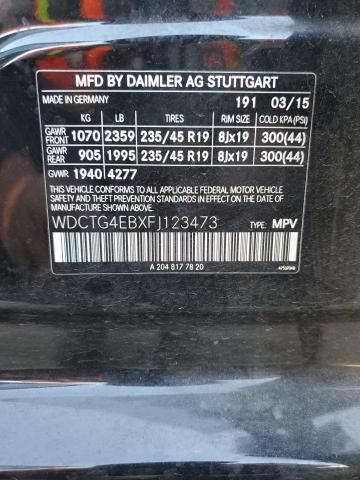 MFD BY DAIMLER AG STUTTGART
MADE IN GERMANY 191 03/15
KG LB TIRES RIM SIZE COLD KPA(PSI)
GAWR FRONT 1070 2359 235/45 R19 8Jx19 300(44)
GAWR REAR 905 1995 235/45 R19 8Jx19 300(44)
GVWR 1940 4277
THIS VEHICLE CONFORMS TO ALL APPLICABLE U.S. FEDERAL MOTOR
VEHICLE SAFETY BUMPER, AND THEFT PREVENTION STANDARDS
IN EFFECT ON THE DATE OF MANUFACTURE SHOWN ABOVE.
WDCTG4EBXFJ123473 TYPE: MPV
A 204 817 78 20